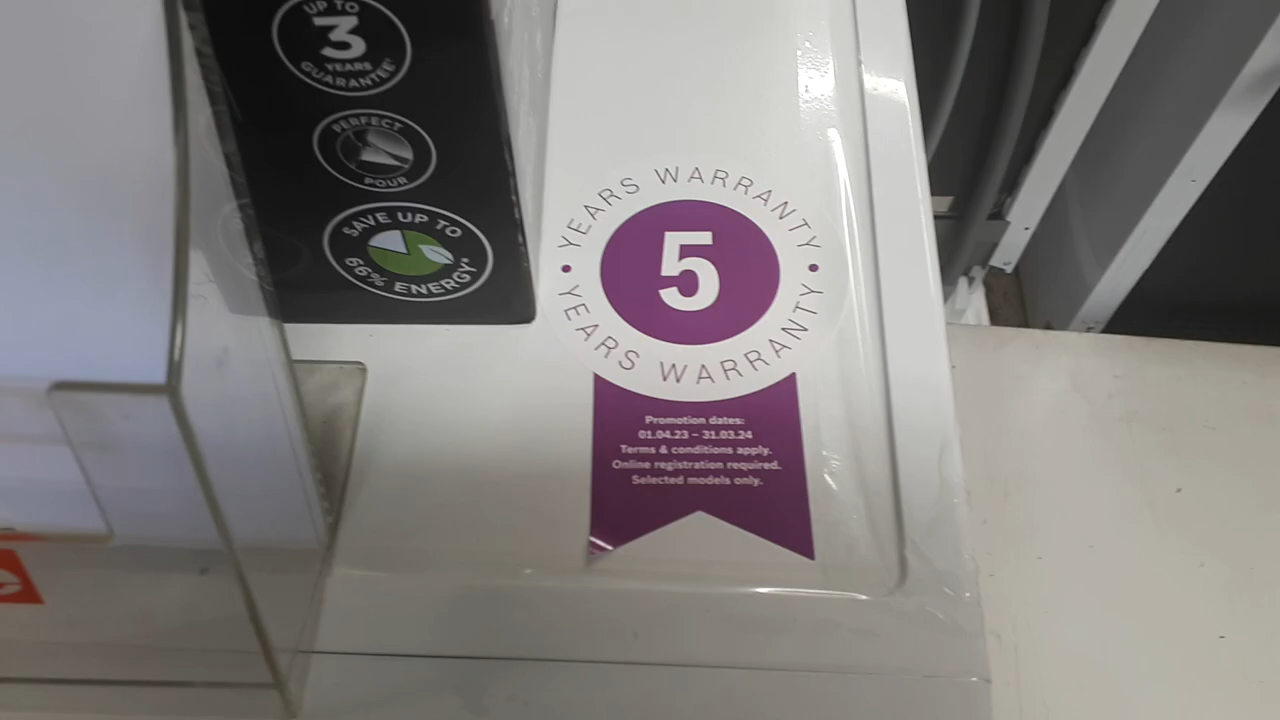 UP TO
3
YEARS
GUARANTEE*
PERFECT
POUR
SAVE UP TO
66% ENERGY*
YEARS WARRANTY
5
YEARS WARRANTY
Promotion dates:
01.04.23 – 31.03.24
Terms & conditions apply.
Online registration required.
Selected models only.